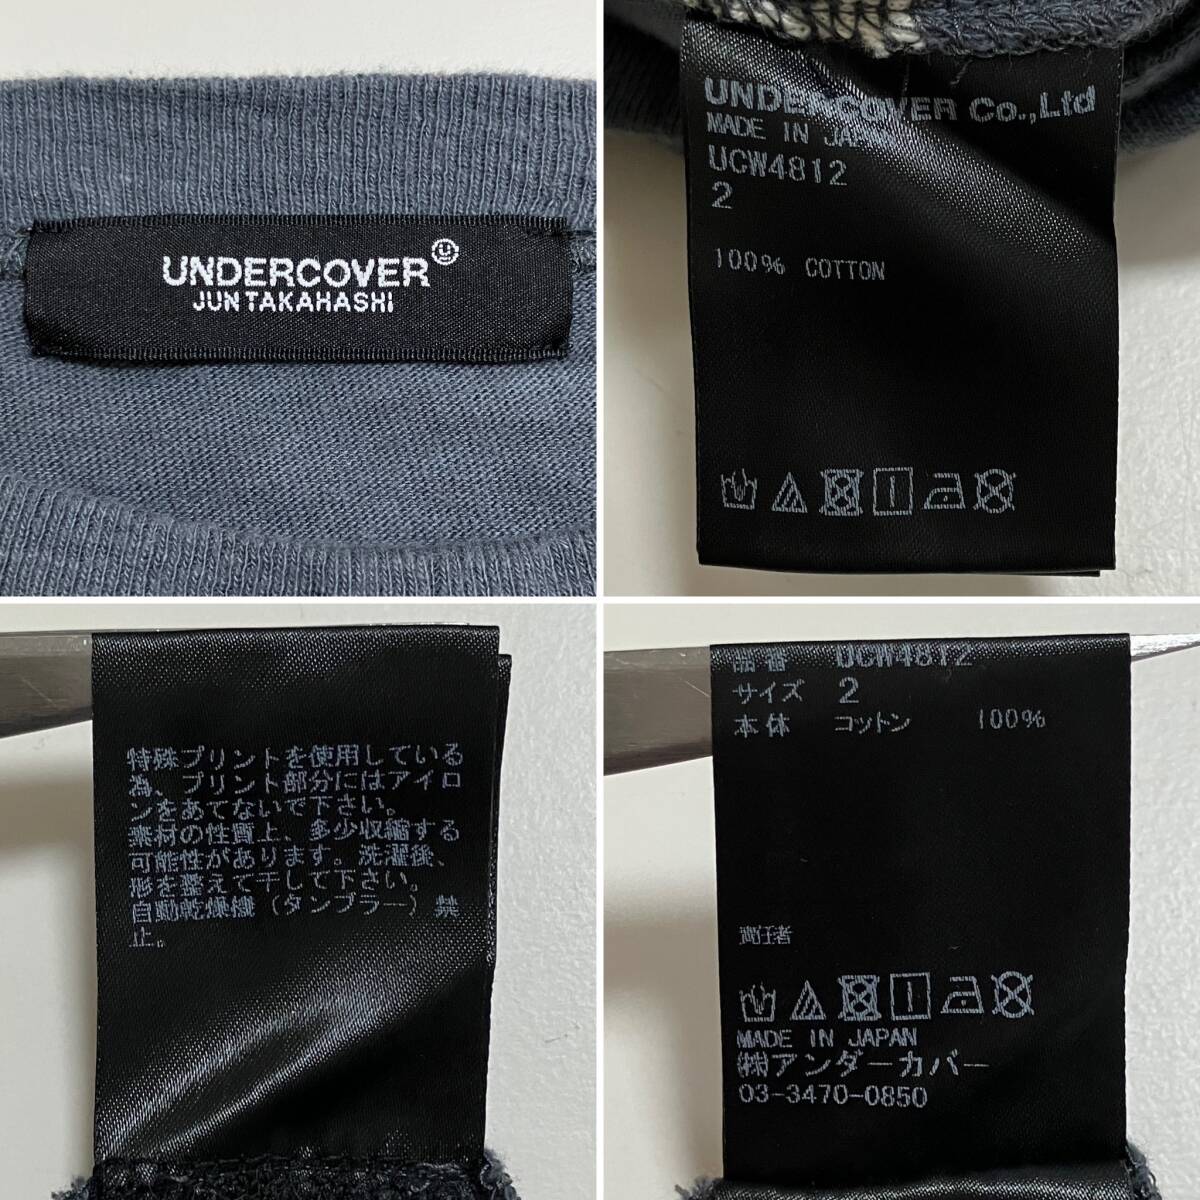 UNDERCOVER
JUN TAKAHASHI
UNDERCOVER Co.,Ltd
MADE IN JAPAN
UCW4812
2
100% COTTON
特殊プリントを使用している
為、プリント部分にはアイロ
ンをあてないで下さい。
素材の性質上、多少収縮する
可能性があります。洗濯後、
形を整えて干して下さい。
自動乾燥機（タンブラー）禁
止。
品番 UCW4812
サイズ 2
本体 コットン 100%
責任者
MADE IN JAPAN
㈱アンダーカバー
03-3470-0850